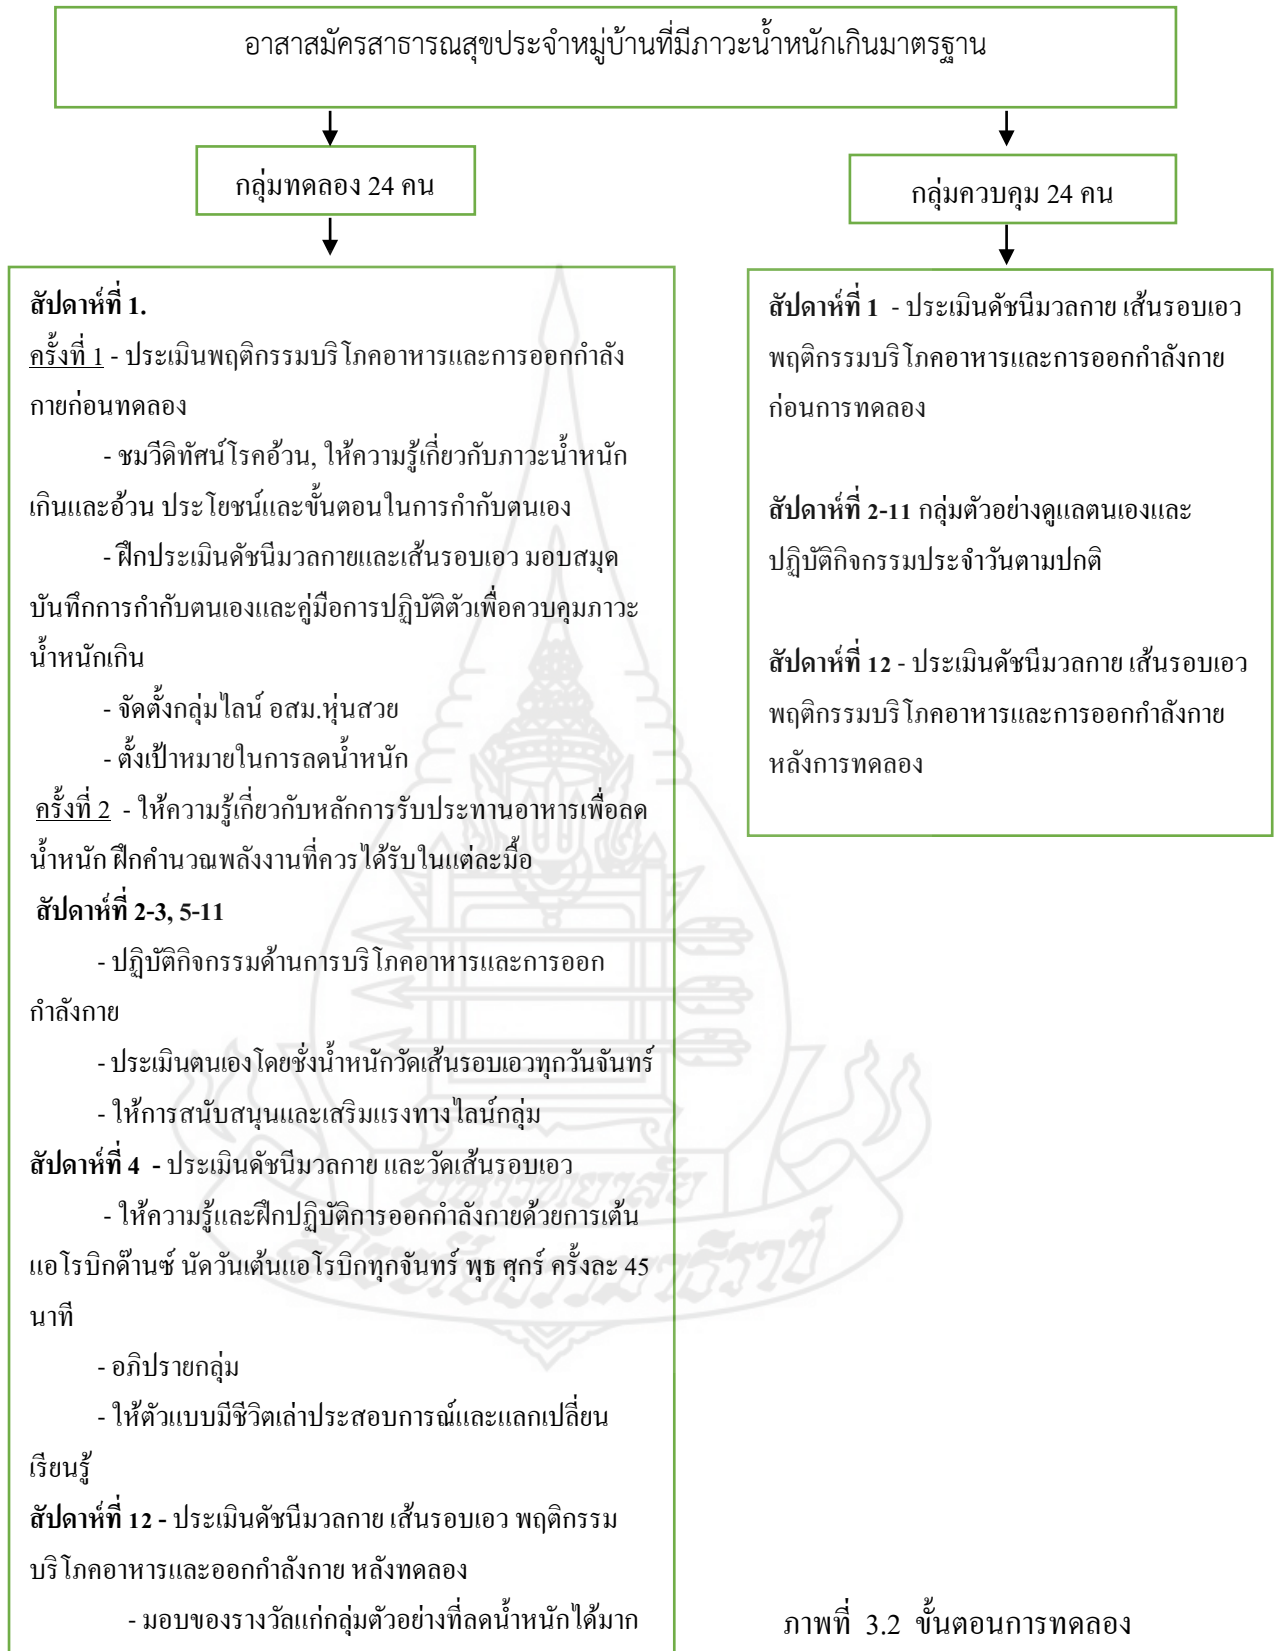 อาสาสมัครสาธารณสุขประจำหมู่บ้านที่มีภาวะน้ำหนักเกินมาตรฐาน
กลุ่มทดลอง 24 คน
กลุ่มควบคุม 24 คน
สัปดาห์ที่ 1.
ครั้งที่ 1 - ประเมินพฤติกรรมบริโภคอาหารและการออกกำลัง
กายก่อนทดลอง
- ชมวีดิทัศน์โรคอ้วน, ให้ความรู้เกี่ยวกับภาวะน้ำหนัก
เกินและอ้วน ประโยชน์และขั้นตอนในการกำกับตนเอง
- ฝึกประเมินดัชนีมวลกายและเส้นรอบเอว มอบสมุด
บันทึกการกำกับตนเองและคู่มือการปฏิบัติตัวเพื่อควบคุมภาวะ
น้ำหนักเกิน
- จัดตั้งกลุ่มไลน์ อสม.หุ่นสวย
- ตั้งเป้าหมายในการลดน้ำหนัก
ครั้งที่ 2 - ให้ความรู้เกี่ยวกับหลักการรับประทานอาหารเพื่อลด
น้ำหนัก ฝึกคำนวณพลังงานที่ควรได้รับในแต่ละมื้อ
สัปดาห์ที่ 2-3, 5-11
- ปฏิบัติกิจกรรมด้านการบริโภคอาหารและการออก
กำลังกาย
- ประเมินตนเองโดยชั่งน้ำหนักวัดเส้นรอบเอวทุกวันจันทร์
- ให้การสนับสนุนและเสริมแรงทางไลน์กลุ่ม
สัปดาห์ที่ 4 - ประเมินดัชนีมวลกาย และวัดเส้นรอบเอว
- ให้ความรู้และฝึกปฏิบัติการออกกำลังกายด้วยการเต้น
แอโรบิกด๊านซ์ นัดวันเต้นแอโรบิกทุกจันทร์ พุธ ศุกร์ ครั้งละ 45
นาที
- อภิปรายกลุ่ม
- ให้ตัวแบบมีชีวิตเล่าประสอบการณ์และแลกเปลี่ยน
เรียนรู้
สัปดาห์ที่ 12 - ประเมินดัชนีมวลกาย เส้นรอบเอว พฤติกรรม
บริโภคอาหารและออกกำลังกาย หลังทดลอง
- มอบของรางวัลแก่กลุ่มตัวอย่างที่ลดน้ำหนักได้มาก
สัปดาห์ที่ 1 - ประเมินดัชนีมวลกาย เส้นรอบเอว
พฤติกรรมบริโภคอาหารและการออกกำลังกาย
ก่อนการทดลอง
สัปดาห์ที่ 2-11 กลุ่มตัวอย่างดูแลตนเองและ
ปฏิบัติกิจกรรมประจำวันตามปกติ
สัปดาห์ที่ 12 - ประเมินดัชนีมวลกาย เส้นรอบเอว
พฤติกรรมบริโภคอาหารและการออกกำลังกาย
หลังการทดลอง
ภาพที่ 3.2 ขั้นตอนการทดลอง
มหาวิทยาลัย
สุโขทัยธรรมาธิราช